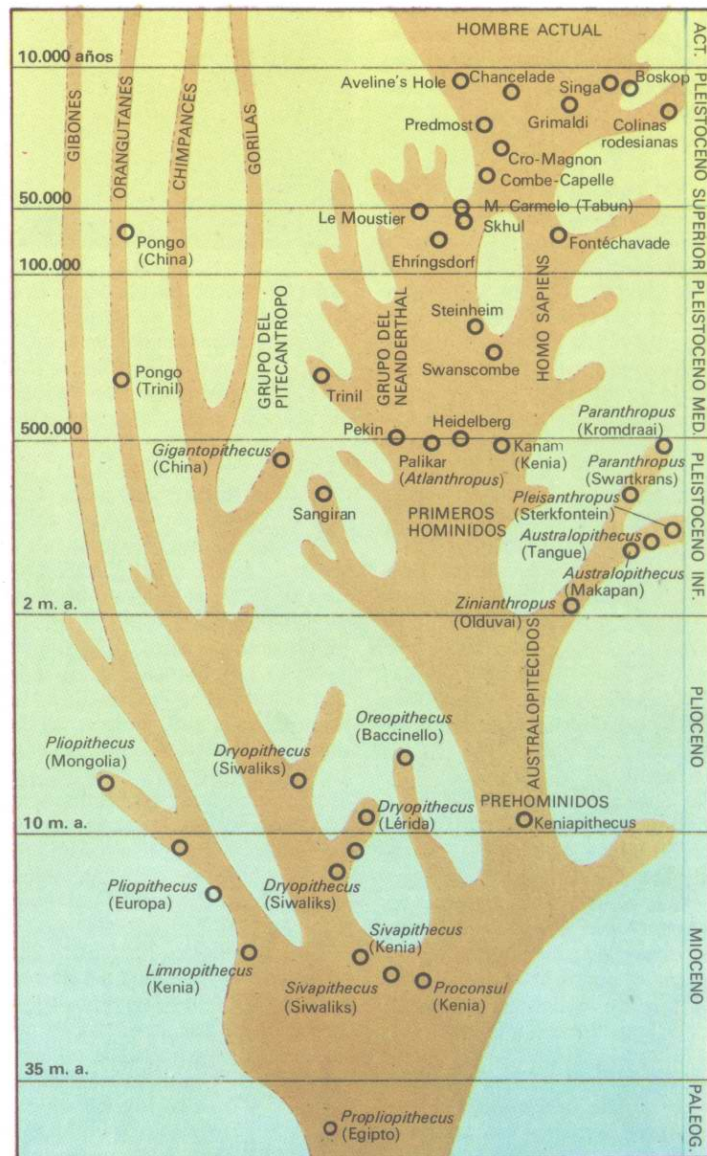 HOMBRE ACTUAL
ACT.
10.000 años
Aveline's Hole
Chancelade
Singa
Boskop
Grimaldi
Colinas
rodesianas
Predmost
Cro-Magnon
Combe-Capelle
GIBONES
ORANGUTANES
CHIMPANCES
GORILAS
PLEISTOCENO SUPERIOR
50.000
Le Moustier
M. Carmelo (Tabun)
Skhul
Ehringsdorf
Fontéchavade
Pongo
(China)
100.000
Steinheim
Swanscombe
GRUPO DEL
PITECANTROPO
GRUPO DEL
NEANDERTHAL
HOMO SAPIENS
PLEISTOCENO MED.
Pongo
(Trinil)
Trinil
500.000
Pekin
Heidelberg
Palikar
(Atlanthropus)
Kanam
(Kenia)
Paranthropus
(Kromdraai)
Gigantopithecus
(China)
Sangiran
Paranthropus
(Swartkrans)
PRIMEROS
HOMINIDOS
Pleisanthropus
(Sterkfontein)
Australopithecus
(Tangue)
Australopithecus
(Makapan)
PLEISTOCENO INF.
2 m. a.
Zinianthropus
(Olduvai)
AUSTRALOPITECIDOS
PLIOCENO
Pliopithecus
(Mongolia)
Dryopithecus
(Siwaliks)
Oreopithecus
(Baccinello)
Dryopithecus
(Lérida)
PREHOMINIDOS
Keniapithecus
10 m. a.
Pliopithecus
(Europa)
Dryopithecus
(Siwaliks)
Limnopithecus
(Kenia)
Sivapithecus
(Kenia)
Sivapithecus
(Siwaliks)
Proconsul
(Kenia)
MIOCENO
35 m. a.
Propliopithecus
(Egipto)
PALEOG.